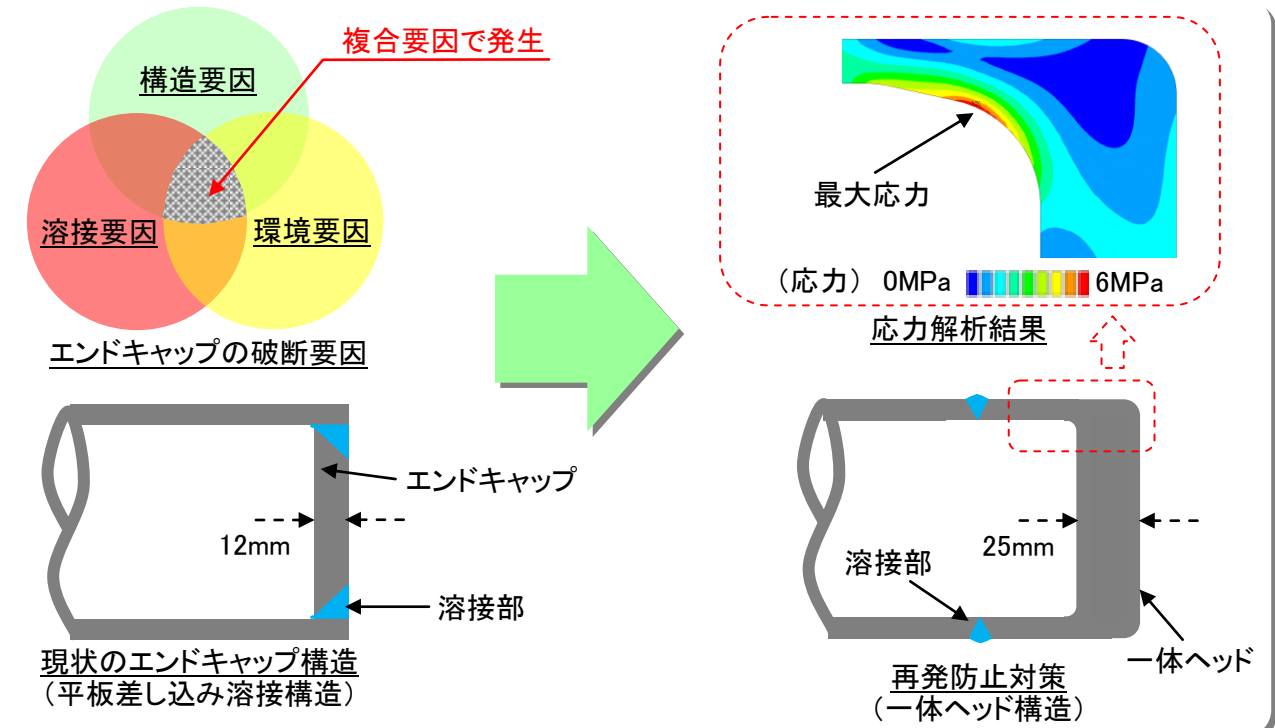 複合要因で発生
構造要因
溶接要因
環境要因
エンドキャップの破断要因
エンドキャップ
12mm
溶接部
現状のエンドキャップ構造
(平板差し込み溶接構造)
最大応力
(応力) 0MPa 6MPa
応力解析結果
25mm
溶接部
一体ヘッド
再発防止対策
(一体ヘッド構造)